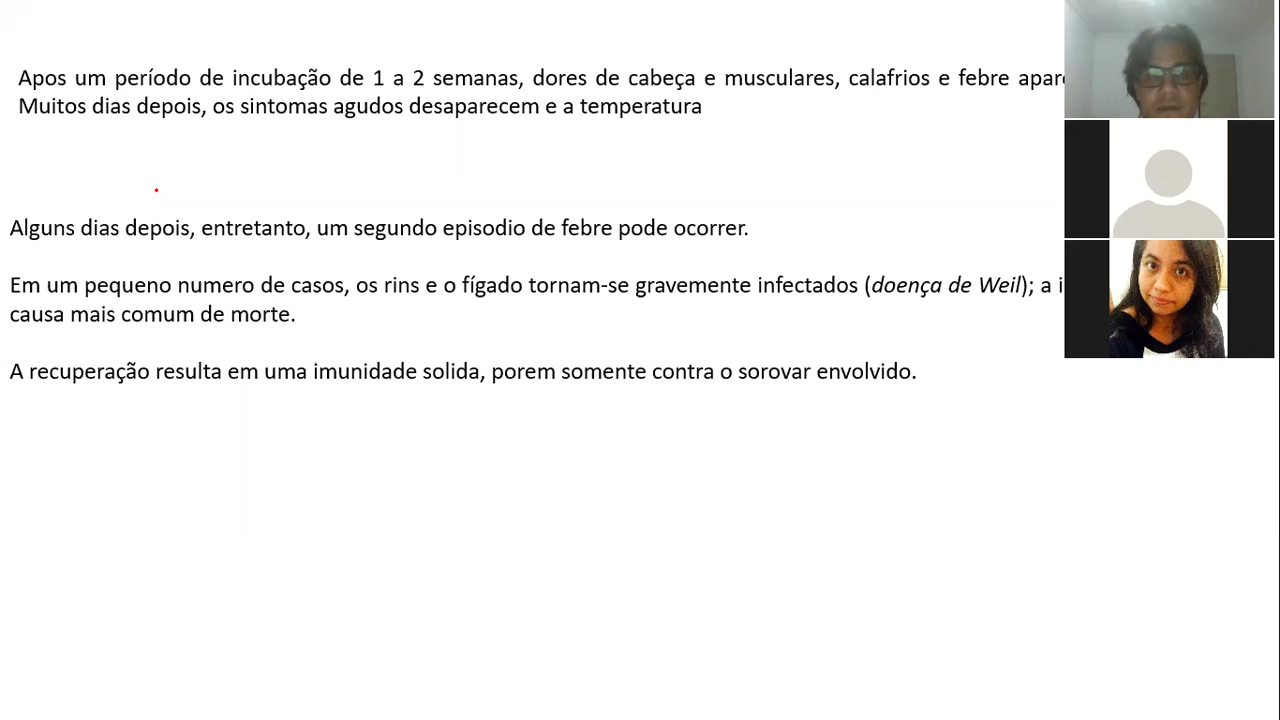 Apos um período de incubação de 1 a 2 semanas, dores de cabeça e musculares, calafrios e febre
Muitos dias depois, os sintomas agudos desaparecem e a temperatura
Alguns dias depois, entretanto, um segundo episodio de febre pode ocorrer.
Em um pequeno numero de casos, os rins e o fígado tornam-se gravemente infectados (doença de Weil); a
causa mais comum de morte.
A recuperação resulta em uma imunidade solida, porem somente contra o sorovar envolvido.